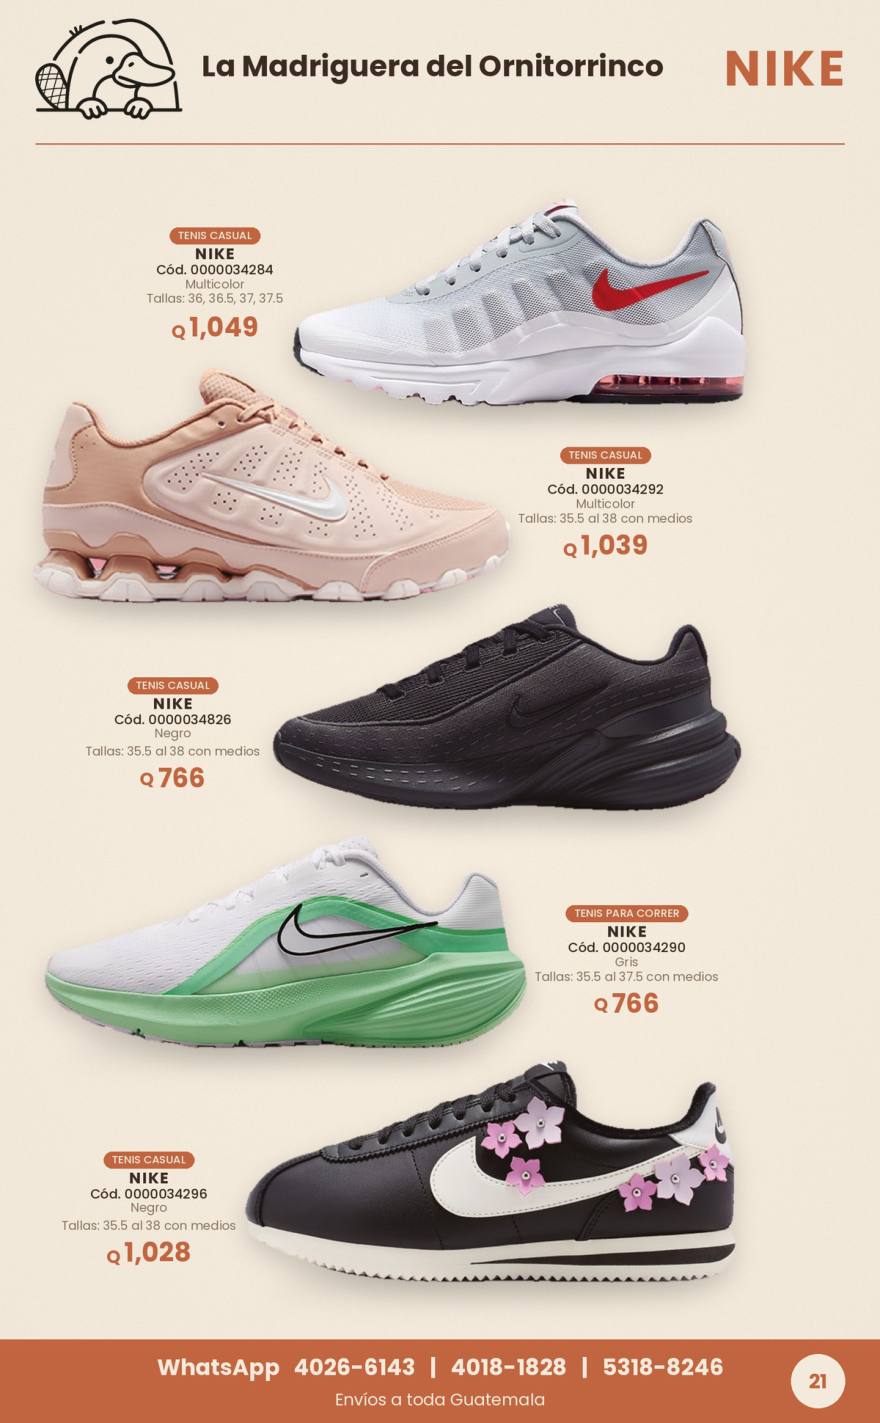 La Madriguera del Ornitorrinco
NIKE
TENIS CASUAL
NIKE
Cód. 0000034284
Multicolor
Tallas: 36, 36.5, 37, 37.5
Q 1,049
TENIS CASUAL
NIKE
Cód. 0000034292
Multicolor
Tallas: 35.5 al 38 con medios
Q 1,039
TENIS CASUAL
NIKE
Cód. 0000034826
Negro
Tallas: 35.5 al 38 con medios
Q 766
TENIS PARA CORRER
NIKE
Cód. 0000034290
Gris
Tallas: 35.5 al 37.5 con medios
Q 766
TENIS CASUAL
NIKE
Cód. 0000034296
Negro
Tallas: 35.5 al 38 con medios
Q 1,028
WhatsApp 4026-6143 | 4018-1828 | 5318-8246
Envíos a toda Guatemala
21